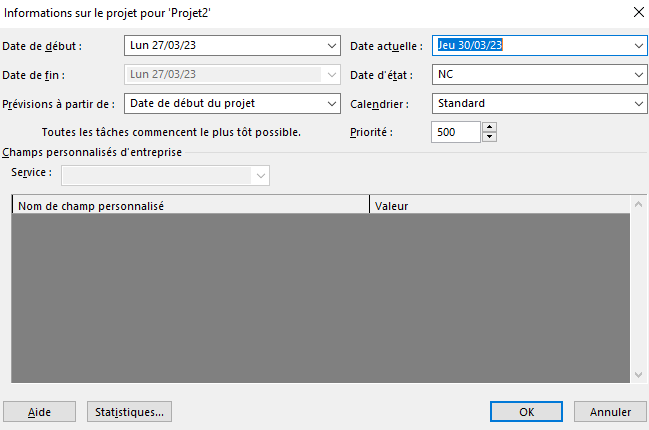 Informations sur le projet pour 'Projet2'
Date de début : Lun 27/03/23 Date actuelle : Jeu 30/03/23
Date de fin : Lun 27/03/23 Date d'état : NC
Prévisions à partir de : Date de début du projet Calendrier : Standard
Toutes les tâches commencent le plus tôt possible. Priorité : 500
Champs personnalisés d'entreprise
Service :
Nom de champ personnalisé Valeur
Aide Statistiques... OK Annuler